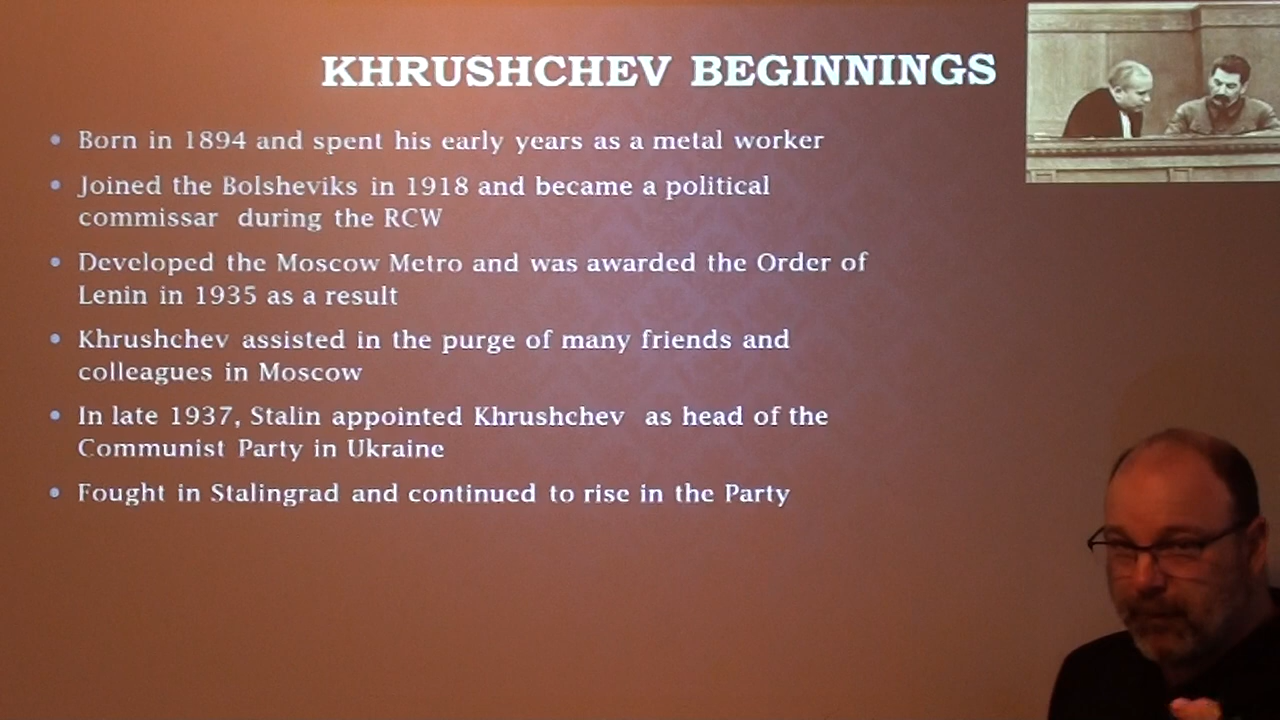 KHRUSHCHEV BEGINNINGS
• Born in 1894 and spent his early years as a metal worker
• Joined the Bolsheviks in 1918 and became a political
commissar during the RCW
• Developed the Moscow Metro and was awarded the Order of
Lenin in 1935 as a result
• Khrushchev assisted in the purge of many friends and
colleagues in Moscow
• In late 1937, Stalin appointed Khrushchev as head of the
Communist Party in Ukraine
• Fought in Stalingrad and continued to rise in the Party